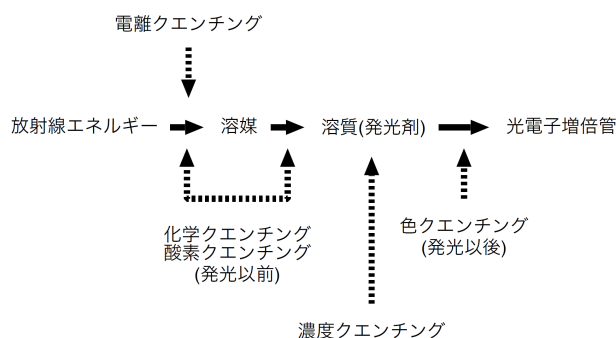 電離クエンチング
放射線エネルギー
溶媒
溶質(発光剤)
光電子増倍管
化学クエンチング
酸素クエンチング
(発光以前)
色クエンチング
(発光以後)
濃度クエンチング